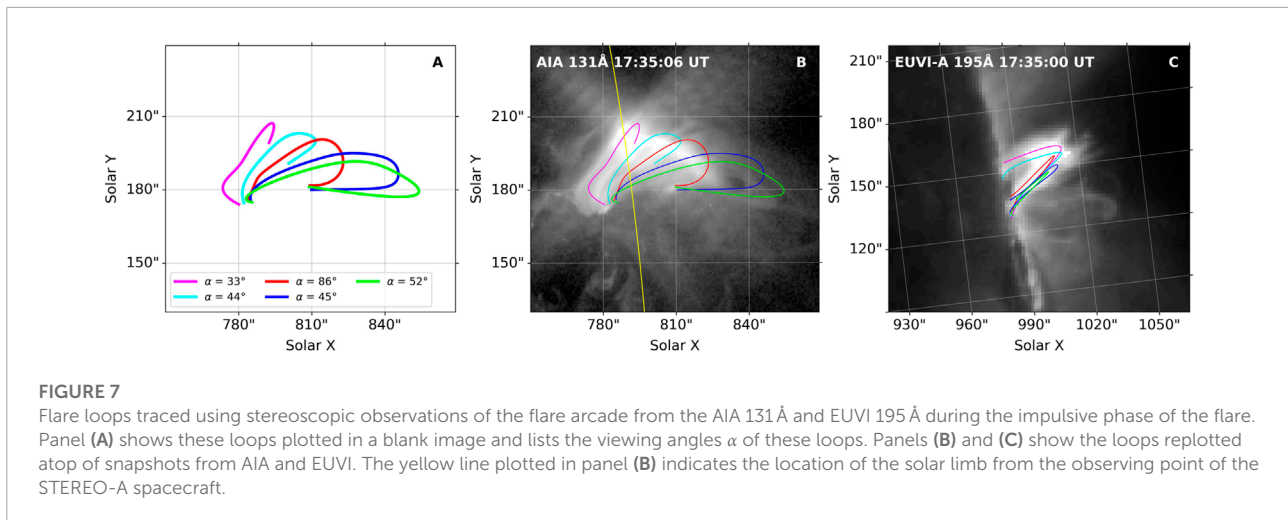 A
210"
180"
150"
780"
810"
840"
Solar X
Solar Y
α = 33°
α = 44°
α = 86°
α = 45°
α = 52°
AIA 131Å 17:35:06 UT
B
210"
180"
150"
780"
810"
840"
Solar X
Solar Y
EUVI-A 195Å 17:35:00 UT
C
210"
180"
150"
120"
930"
960"
990"
1020"
1050"
Solar X
Solar Y
FIGURE 7
Flare loops traced using stereoscopic observations of the flare arcade from the AIA 131 Å and EUVI 195 Å during the impulsive phase of the flare.
Panel (A) shows these loops plotted in a blank image and lists the viewing angles α of these loops. Panels (B) and (C) show the loops replotted
atop of snapshots from AIA and EUVI. The yellow line plotted in panel (B) indicates the location of the solar limb from the observing point of the
STEREO-A spacecraft.